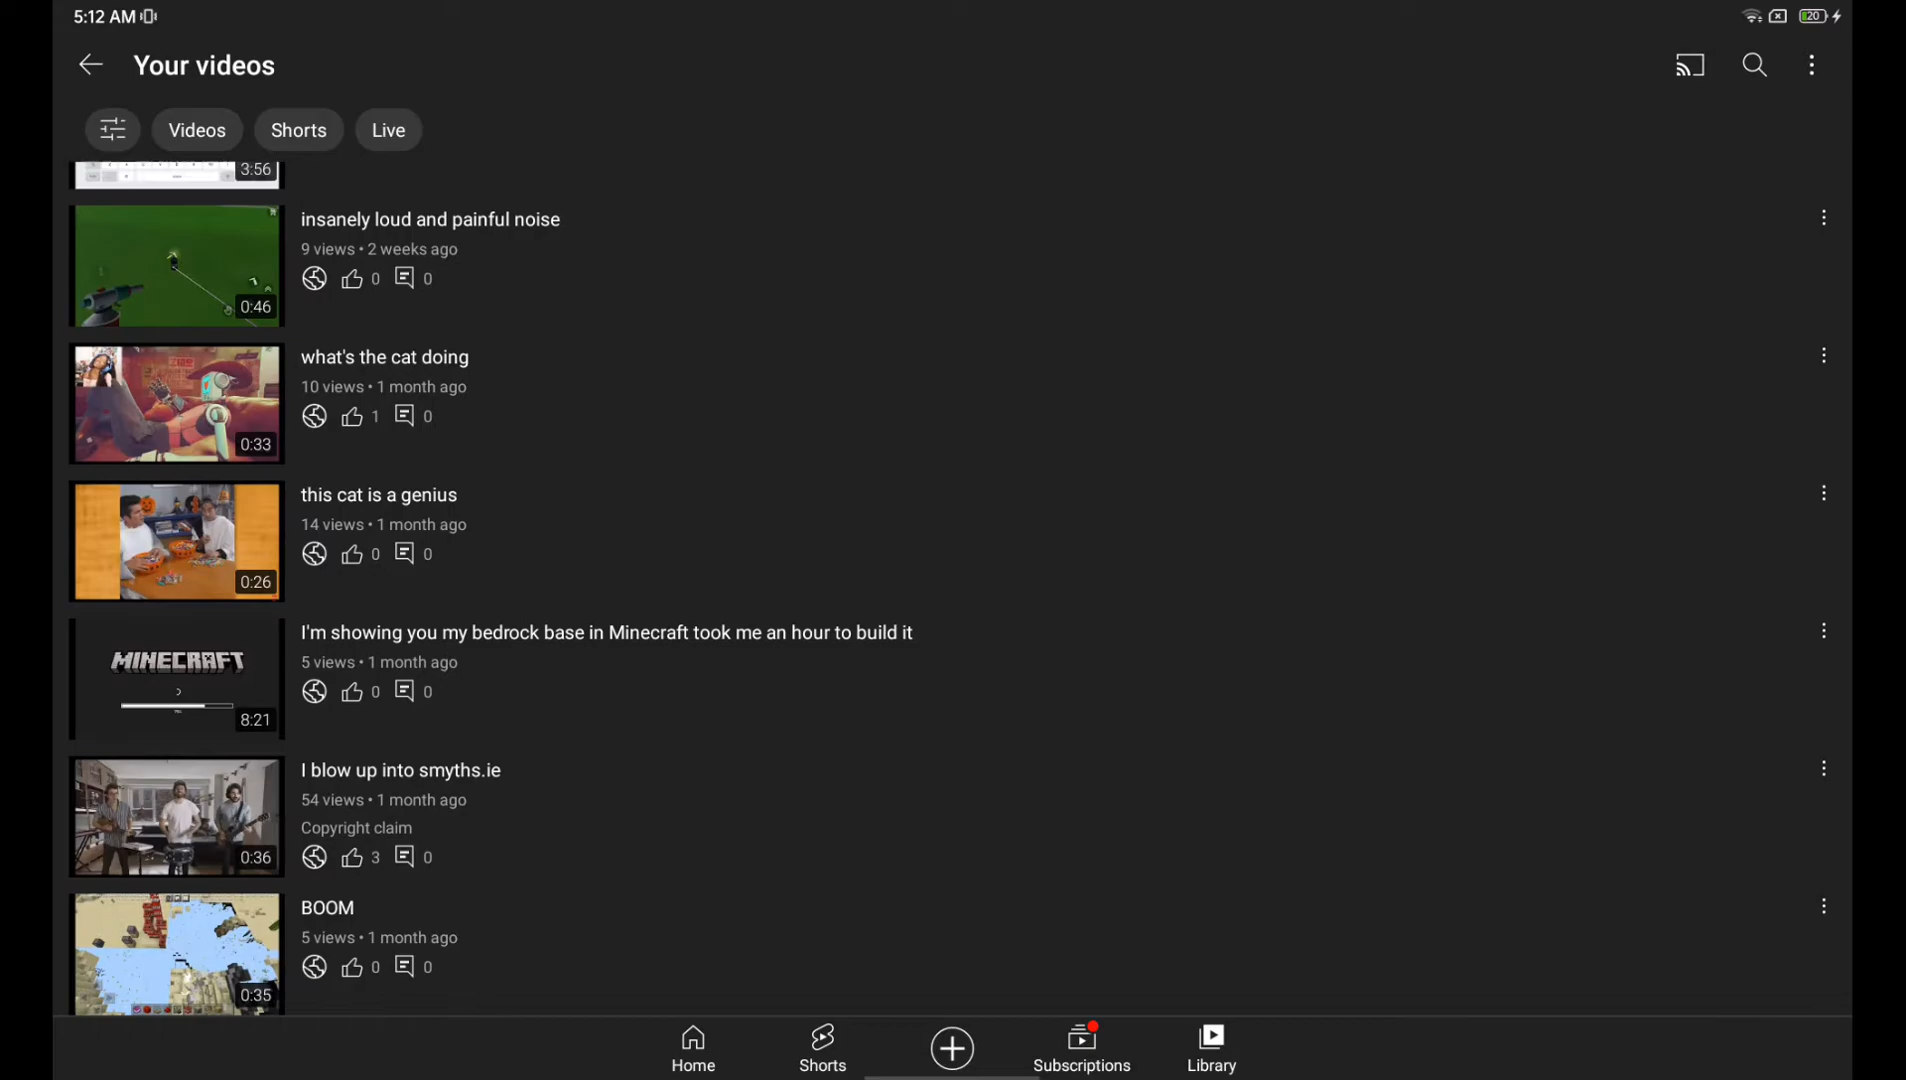 5:12 AM
20
Your videos
Videos
Shorts
Live
3:56
insanely loud and painful noise
9 views • 2 weeks ago
0
0
0:46
what's the cat doing
10 views • 1 month ago
1
0
0:33
this cat is a genius
14 views • 1 month ago
0
0
0:26
I'm showing you my bedrock base in Minecraft took me an hour to build it
5 views • 1 month ago
0
0
MINECRAFT
8:21
I blow up into smyths.ie
54 views • 1 month ago
Copyright claim
3
0
0:36
BOOM
5 views • 1 month ago
0
0
0:35
Home
Shorts
Subscriptions
Library